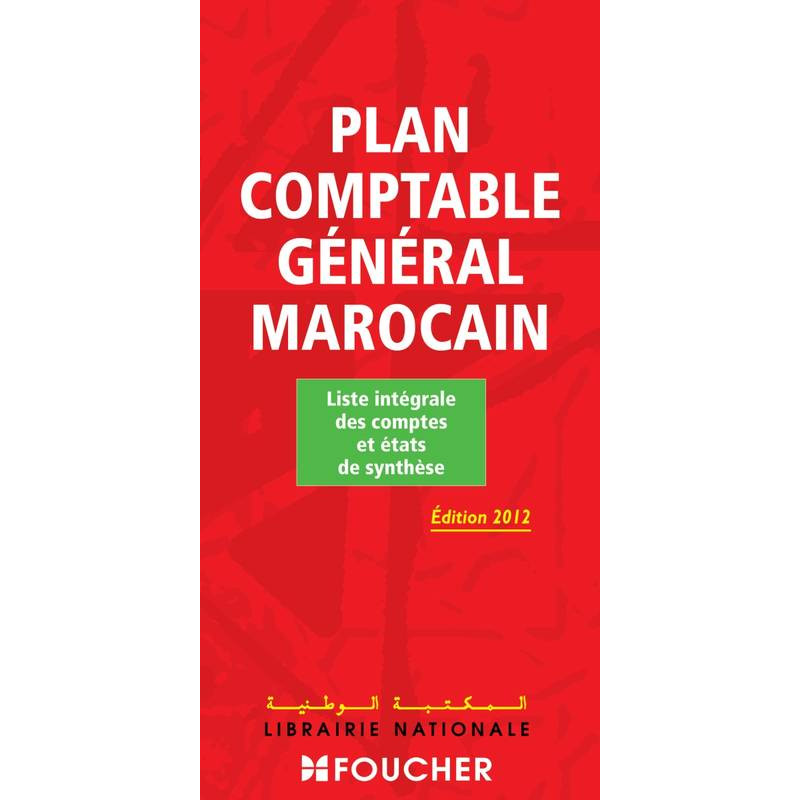 PLAN
COMPTABLE
GÉNÉRAL
MAROCAIN
Liste intégrale
des comptes
et états
de synthèse
Édition 2012
المكتبة الوطنية
LIBRAIRIE NATIONALE
FOUCHER